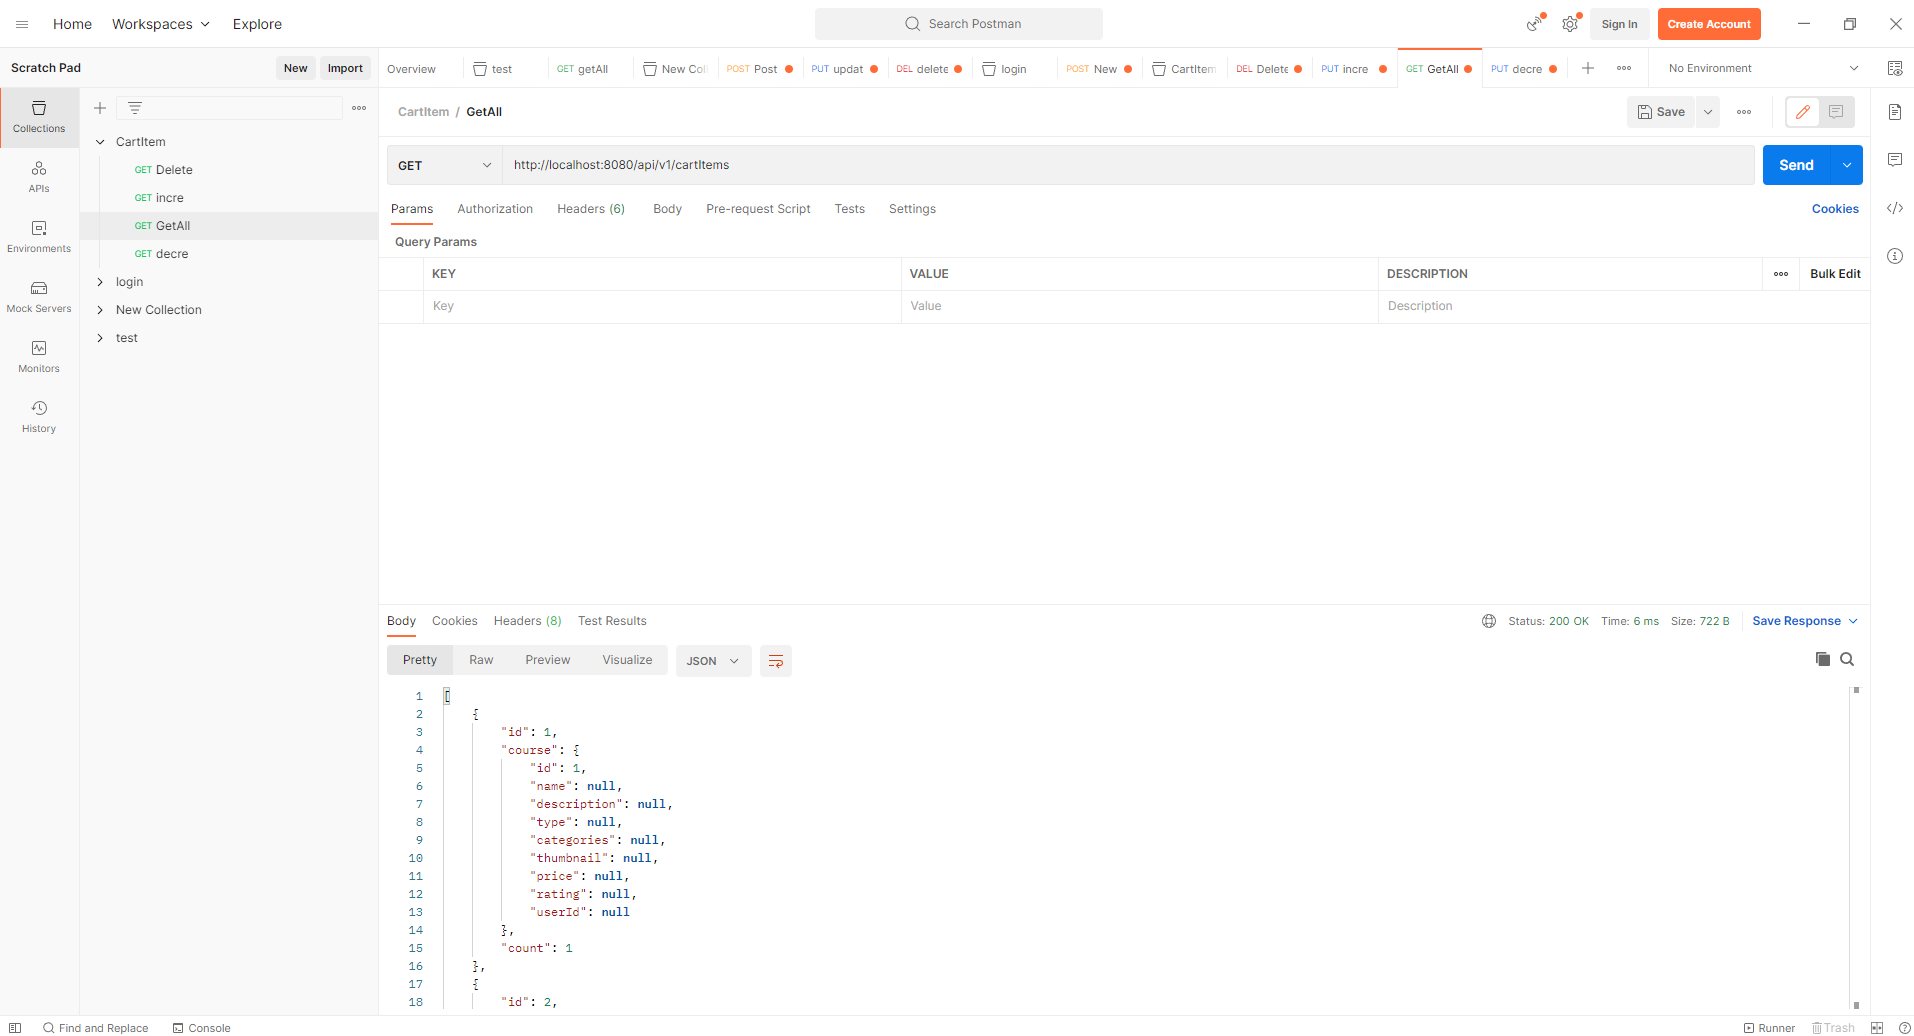 Home Workspaces Explore Search Postman Sign In Create Account
Scratch Pad New Import Overview test GET getAll New Col POST Post PUT updat DEL delete login POST New CartItem DEL Delete PUT incre GET GetAll PUT decre No Environment
Collections
APIs
Environments
Mock Servers
Monitors
History
CartItem
GET Delete
GET incre
GET GetAll
GET decre
login
New Collection
test
CartItem / GetAll Save
GET http://localhost:8080/api/v1/cartItems Send
Params Authorization Headers (6) Body Pre-request Script Tests Settings Cookies
Query Params
KEY VALUE DESCRIPTION Bulk Edit
Key Value Description
Body Cookies Headers (8) Test Results Status: 200 OK Time: 6 ms Size: 722 B Save Response
Pretty Raw Preview Visualize JSON
1 [
2 {
3 "id": 1,
4 "course": {
5 "id": 1,
6 "name": null,
7 "description": null,
8 "type": null,
9 "categories": null,
10 "thumbnail": null,
11 "price": null,
12 "rating": null,
13 "userId": null
14 },
15 "count": 1
16 },
17 {
18 "id": 2,
Find and Replace Console Runner Trash